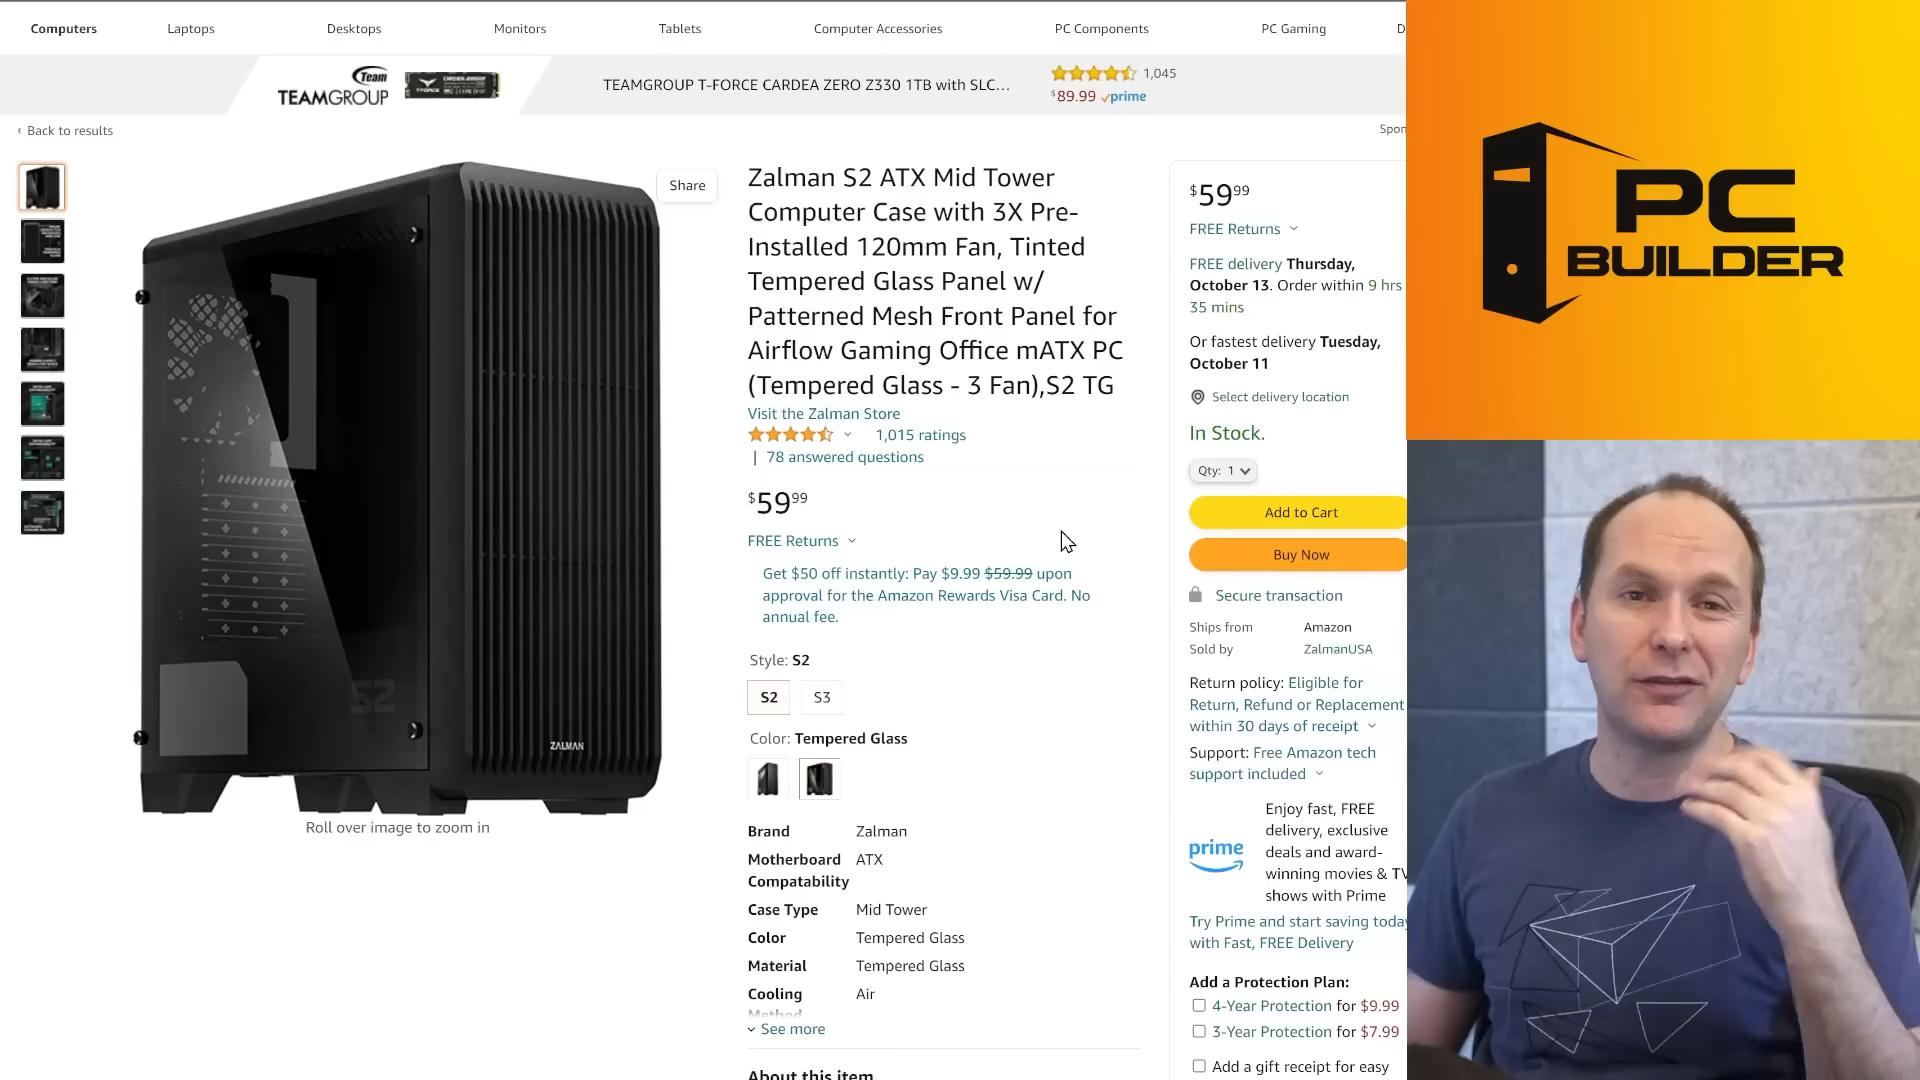 Computers
Laptops
Desktops
Monitors
Tablets
Computer Accessories
PC Components
PC Gaming
D
Team
TEAMGROUP
TEAMGROUP T-FORCE CARDEA ZERO Z330 1TB with SLC...
1,045
$89.99 prime
‹ Back to results
Spon
Share
Zalman S2 ATX Mid Tower
Computer Case with 3X Pre-
Installed 120mm Fan, Tinted
Tempered Glass Panel w/
Patterned Mesh Front Panel for
Airflow Gaming Office mATX PC
(Tempered Glass - 3 Fan),S2 TG
Visit the Zalman Store
1,015 ratings
| 78 answered questions
$59.99
FREE Returns
Get $50 off instantly: Pay $9.99 $59.99 upon
approval for the Amazon Rewards Visa Card. No
annual fee.
Style: S2
S2
S3
Color: Tempered Glass
Brand Zalman
Motherboard ATX
Compatability
Case Type Mid Tower
Color Tempered Glass
Material Tempered Glass
Cooling Air
Method
See more
About this item
S2
ZALMAN
Roll over image to zoom in
$59.99
FREE Returns
FREE delivery Thursday,
October 13. Order within 9 hrs
35 mins
Or fastest delivery Tuesday,
October 11
Select delivery location
In Stock.
Qty: 1
Add to Cart
Buy Now
Secure transaction
Ships from Amazon
Sold by ZalmanUSA
Return policy: Eligible for
Return, Refund or Replacement
within 30 days of receipt
Support: Free Amazon tech
support included
prime
Enjoy fast, FREE
delivery, exclusive
deals and award-
winning movies & TV
shows with Prime
Try Prime and start saving today
with Fast, FREE Delivery
Add a Protection Plan:
4-Year Protection for $9.99
3-Year Protection for $7.99
Add a gift receipt for easy
PC
BUILDER